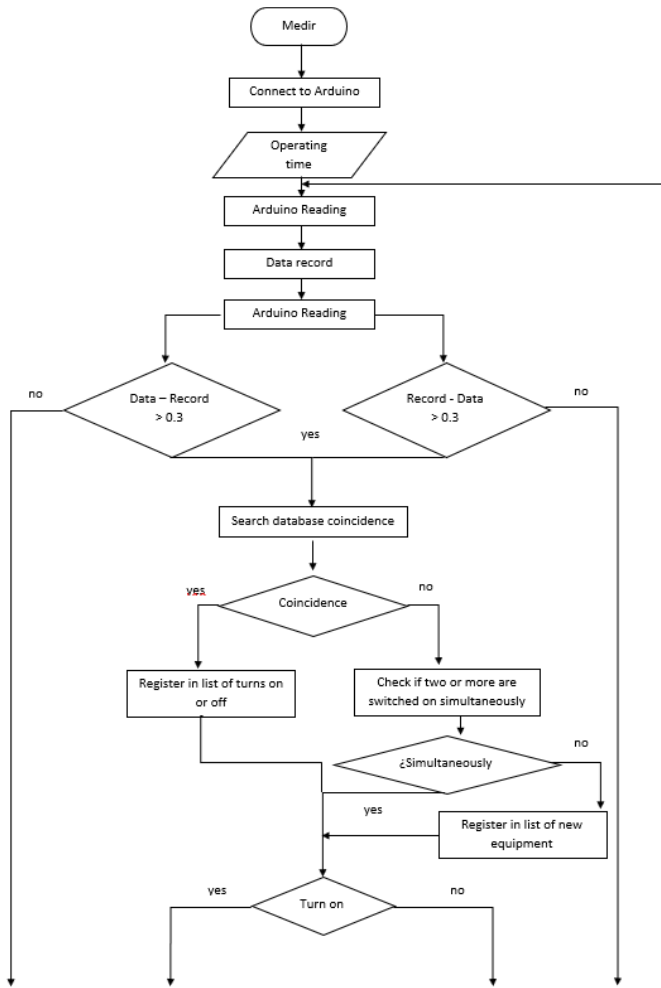 Medir
Connect to Arduino
Operating
time
Arduino Reading
Data record
Arduino Reading
no
Data – Record
> 0.3
Record - Data
> 0.3
no
yes
Search database coincidence
yes
Coincidence
no
Register in list of turns on
or off
Check if two or more are
switched on simultaneously
¿Simultaneously
no
yes
Register in list of new
equipment
yes
Turn on
no